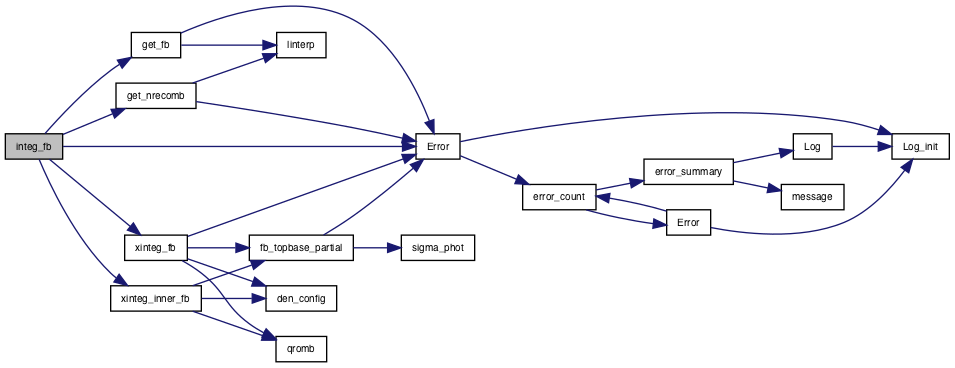 integ_fb
get_fb
get_nrecomb
xinteg_fb
xinteg_inner_fb
linterp
fb_topbase_partial
den_config
qromb
Error
sigma_phot
error_count
error_summary
Error
Log
message
Log_init